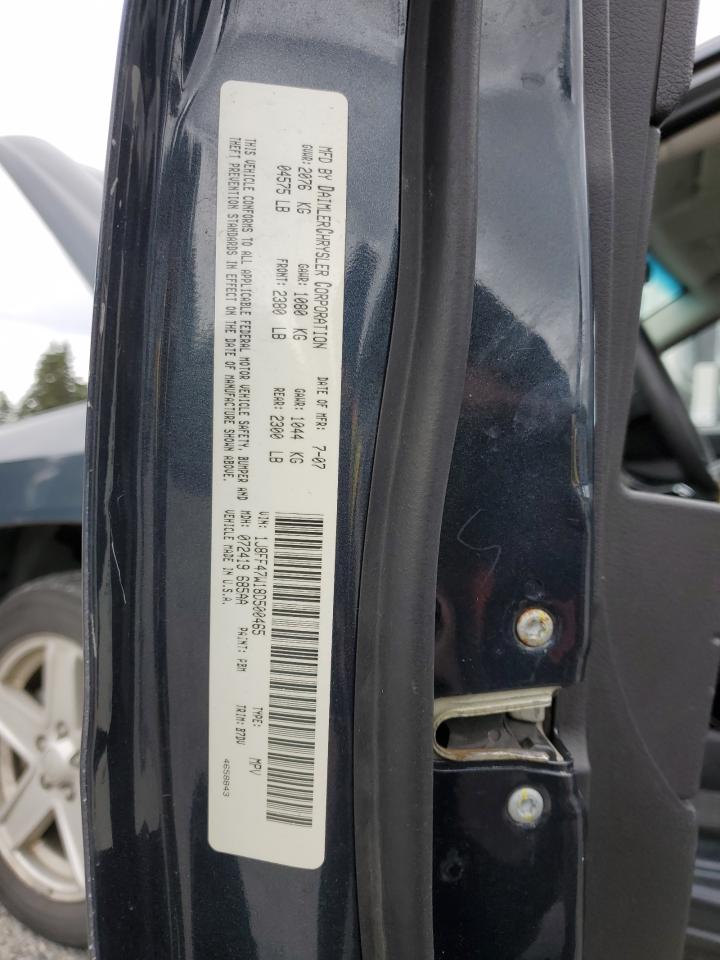 MFD BY DAIMLERCHRYSLER CORPORATION DATE OF MFR: 7-07
GVWR: 2076 KG GAWR: 1080 KG GAWR: 1044 KG
04575 LB FRONT: 2380 LB REAR: 2300 LB
THIS VEHICLE CONFORMS TO ALL APPLICABLE FEDERAL MOTOR VEHICLE SAFETY, BUMPER AND
THEFT PREVENTION STANDARDS IN EFFECT ON THE DATE OF MANUFACTURE SHOWN ABOVE.
VIN: 1J8FF47W18D500465 TYPE: MPV
MDH: 072419 685AA PAINT: PBM TRIM: B7DV
VEHICLE MADE IN U.S.A. 4658843